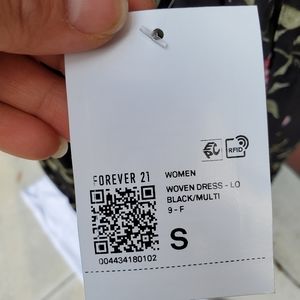 RFID
FOREVER 21
WOMEN
WOVEN DRESS - LO
BLACK/MULTI
9 - F
S
004434180102